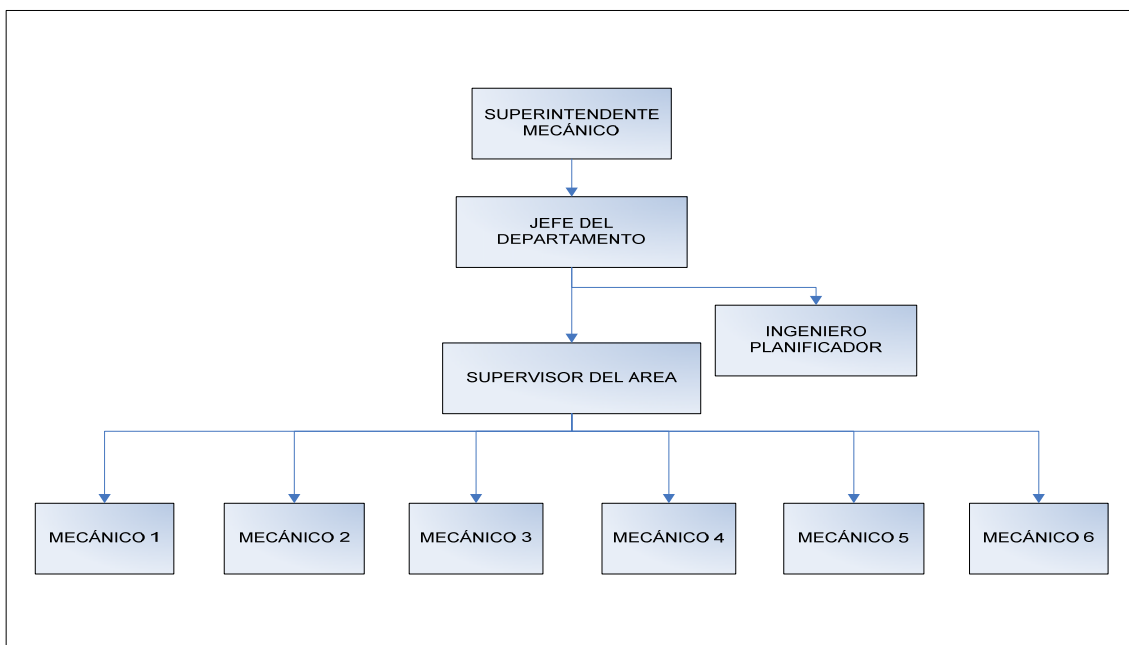 SUPERINTENDENTE
MECÁNICO
JEFE DEL
DEPARTAMENTO
INGENIERO
PLANIFICADOR
SUPERVISOR DEL AREA
MECÁNICO 1
MECÁNICO 2
MECÁNICO 3
MECÁNICO 4
MECÁNICO 5
MECÁNICO 6